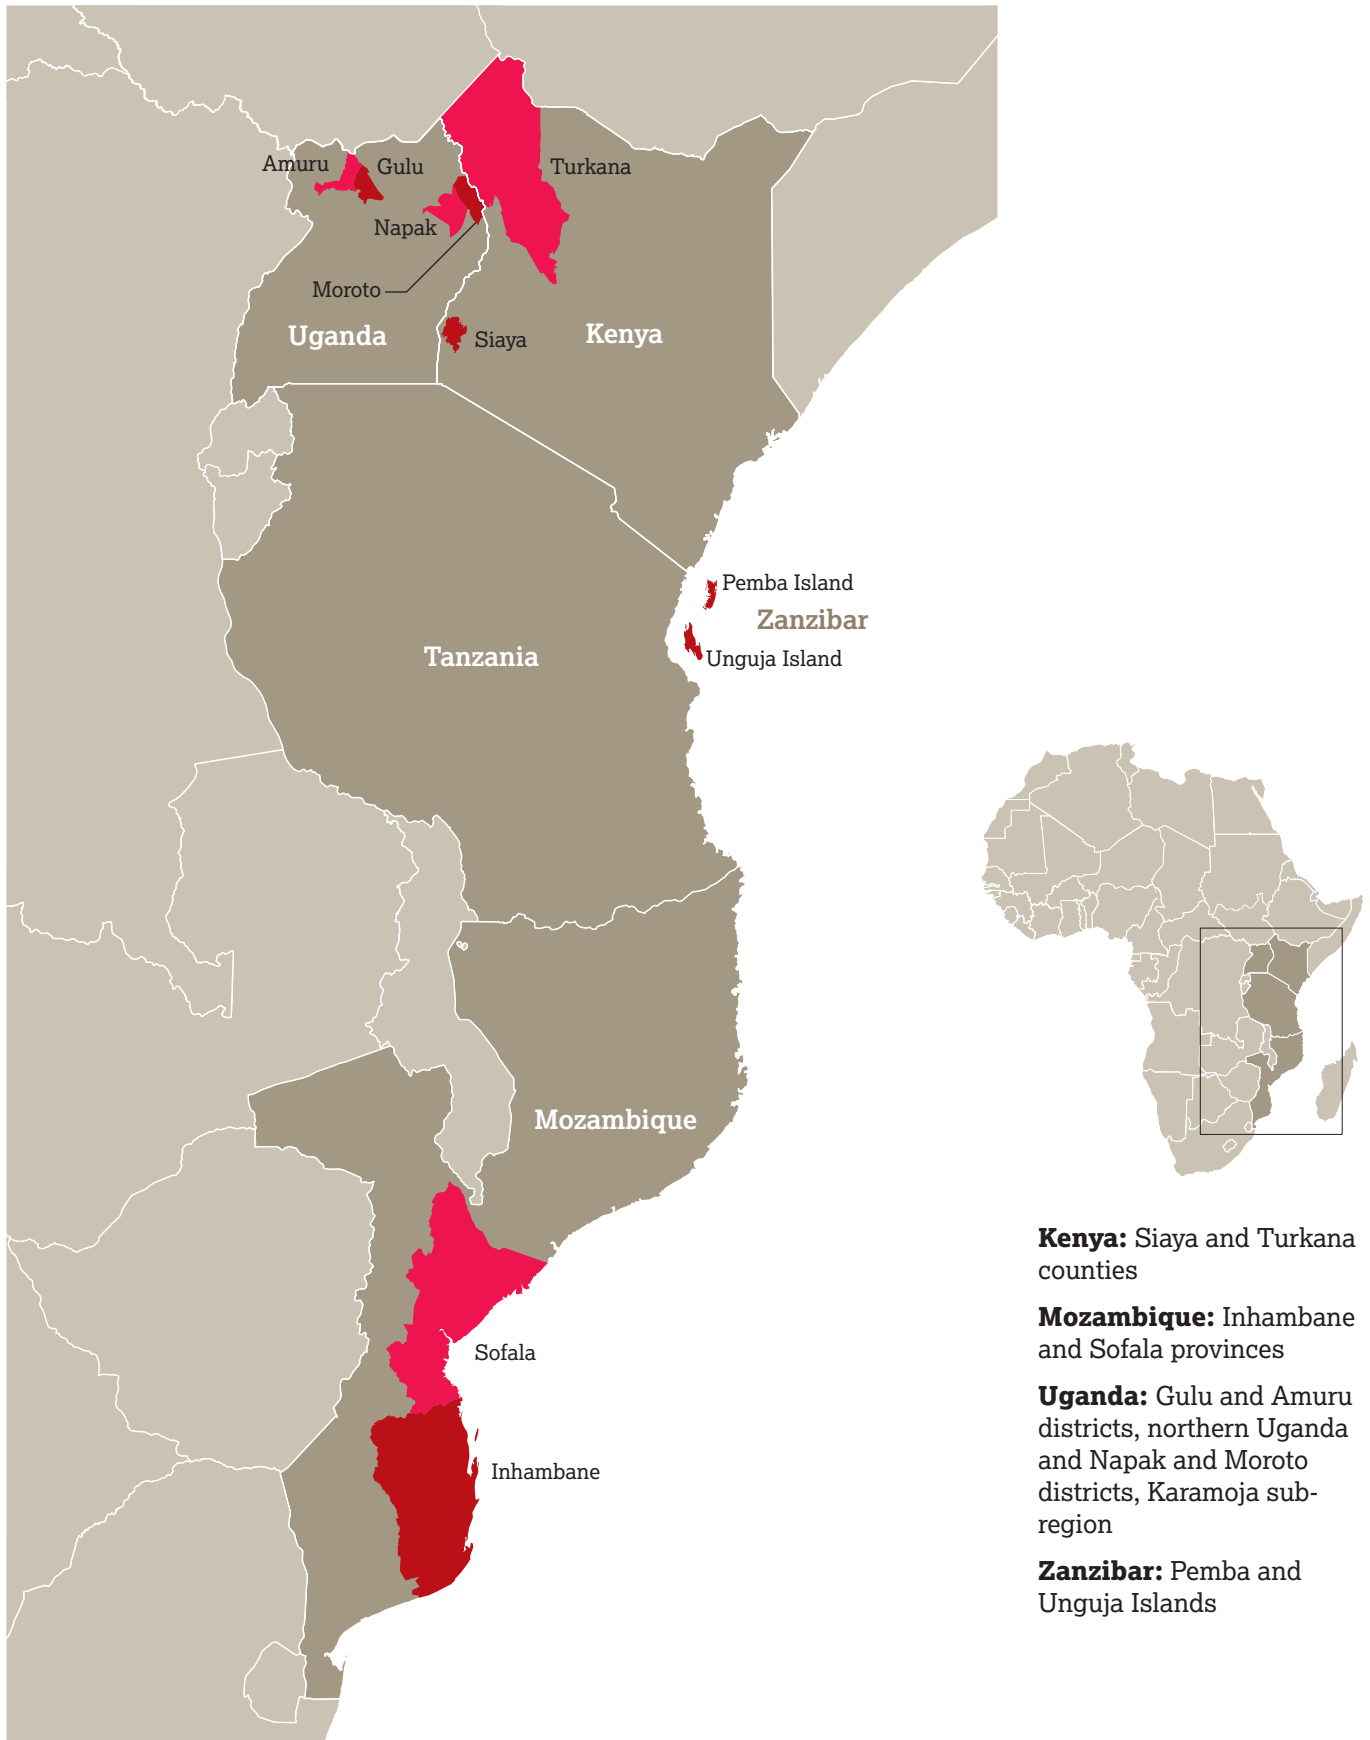 Amuru
Gulu
Turkana
Napak
Moroto
Uganda
Siaya
Kenya
Pemba Island
Zanzibar
Tanzania
Unguja Island
Mozambique
Sofala
Inhambane
Kenya: Siaya and Turkana
counties
Mozambique: Inhambane
and Sofala provinces
Uganda: Gulu and Amuru
districts, northern Uganda
and Napak and Moroto
districts, Karamoja sub-
region
Zanzibar: Pemba and
Unguja Islands